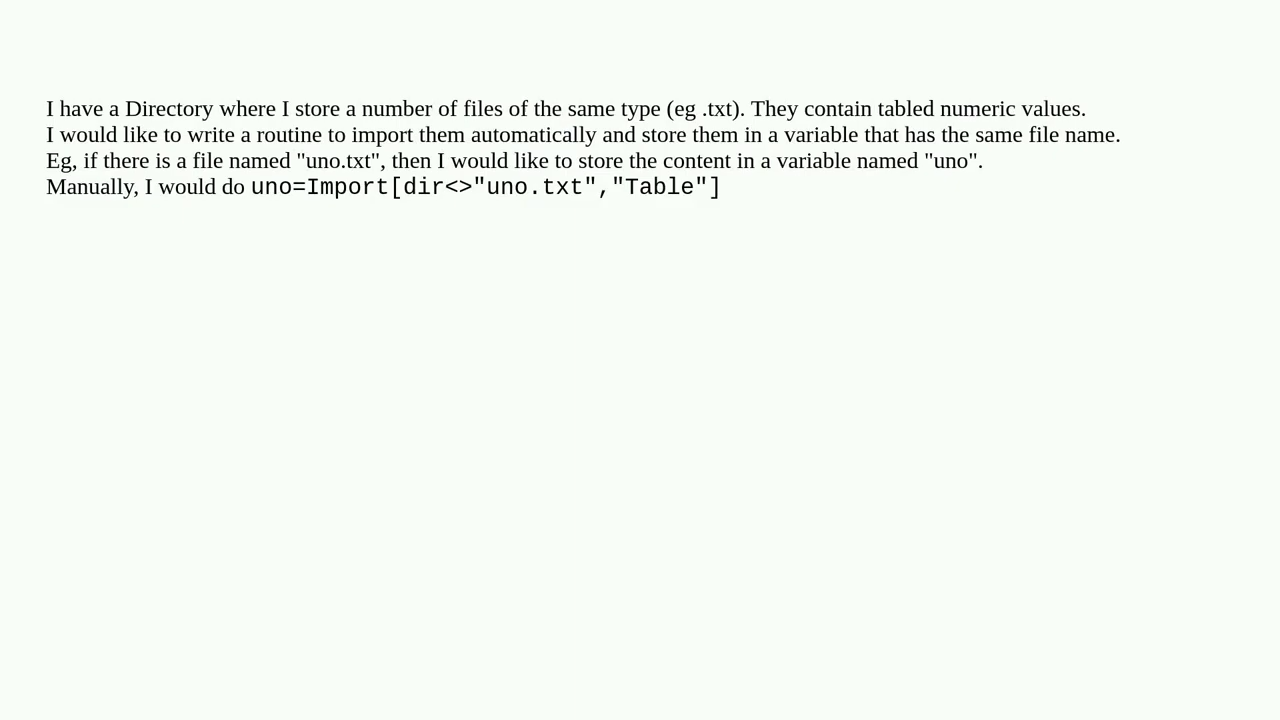 I have a Directory where I store a number of files of the same type (eg .txt). They contain tabled numeric values.
I would like to write a routine to import them automatically and store them in a variable that has the same file name.
Eg, if there is a file named "uno.txt", then I would like to store the content in a variable named "uno".
Manually, I would do uno=Import[dir<>"uno.txt","Table"]